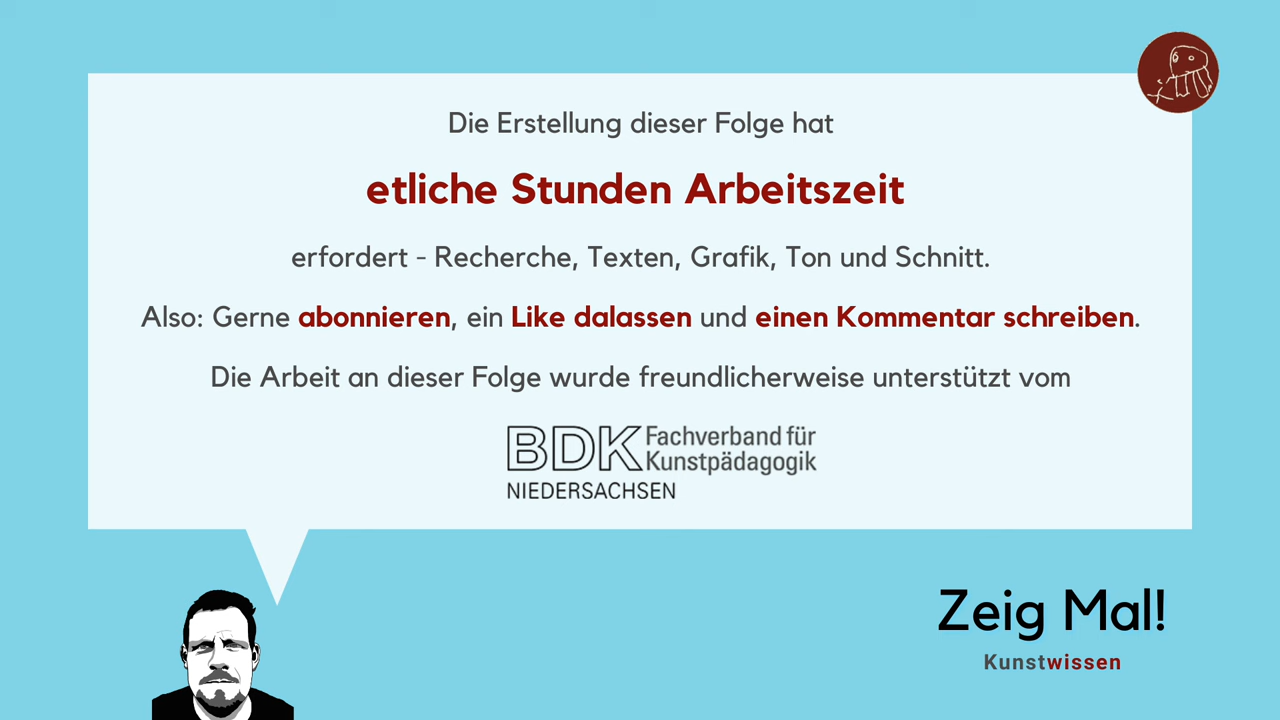 Die Erstellung dieser Folge hat
etliche Stunden Arbeitszeit
erfordert - Recherche, Texten, Grafik, Ton und Schnitt.
Also: Gerne abonnieren, ein Like dalassen und einen Kommentar schreiben.
Die Arbeit an dieser Folge wurde freundlicherweise unterstützt vom
BDK Fachverband für
Kunstpädagogik
NIEDERSACHSEN
Zeig Mal!
Kunstwissen